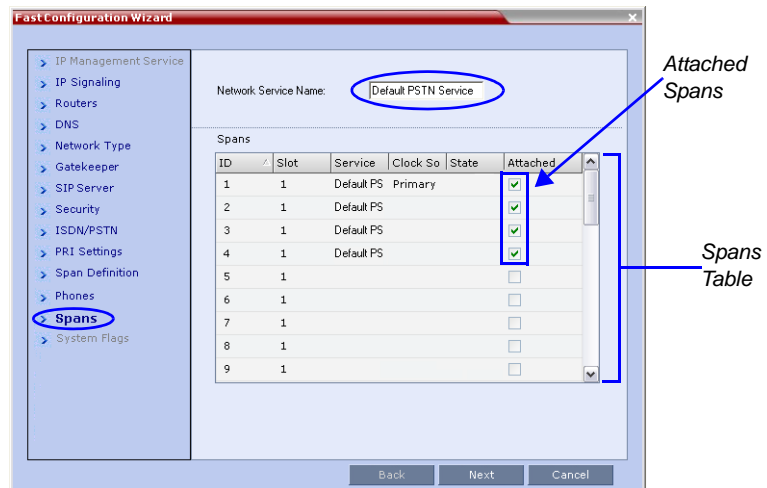 Fast Configuration Wizard
IP Management Service
IP Signaling
Routers
DNS
Network Type
Gatekeeper
SIP Server
Security
ISDN/PSTN
PRI Settings
Span Definition
Phones
Spans
System Flags
Network Service Name: Default PSTN Service
Spans
ID Slot Service Clock So State Attached
1 1 Default PS Primary
2 1 Default PS
3 1 Default PS
4 1 Default PS
5 1
6 1
7 1
8 1
9 1
Back Next Cancel
Attached
Spans
Spans
Table